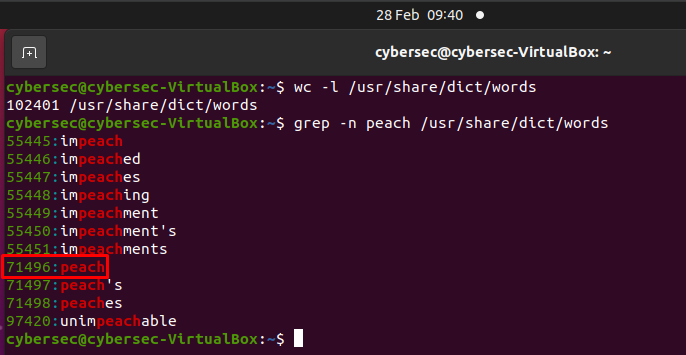 28 Feb 09:40
cybersec@cybersec-VirtualBox: ~
cybersec@cybersec-VirtualBox:~$ wc -l /usr/share/dict/words
102401 /usr/share/dict/words
cybersec@cybersec-VirtualBox:~$ grep -n peach /usr/share/dict/words
55445:impeach
55446:impeached
55447:impeaches
55448:impeaching
55449:impeachment
55450:impeachment's
55451:impeachments
71496:peach
71497:peach's
71498:peaches
97420:unimpeachable
cybersec@cybersec-VirtualBox:~$